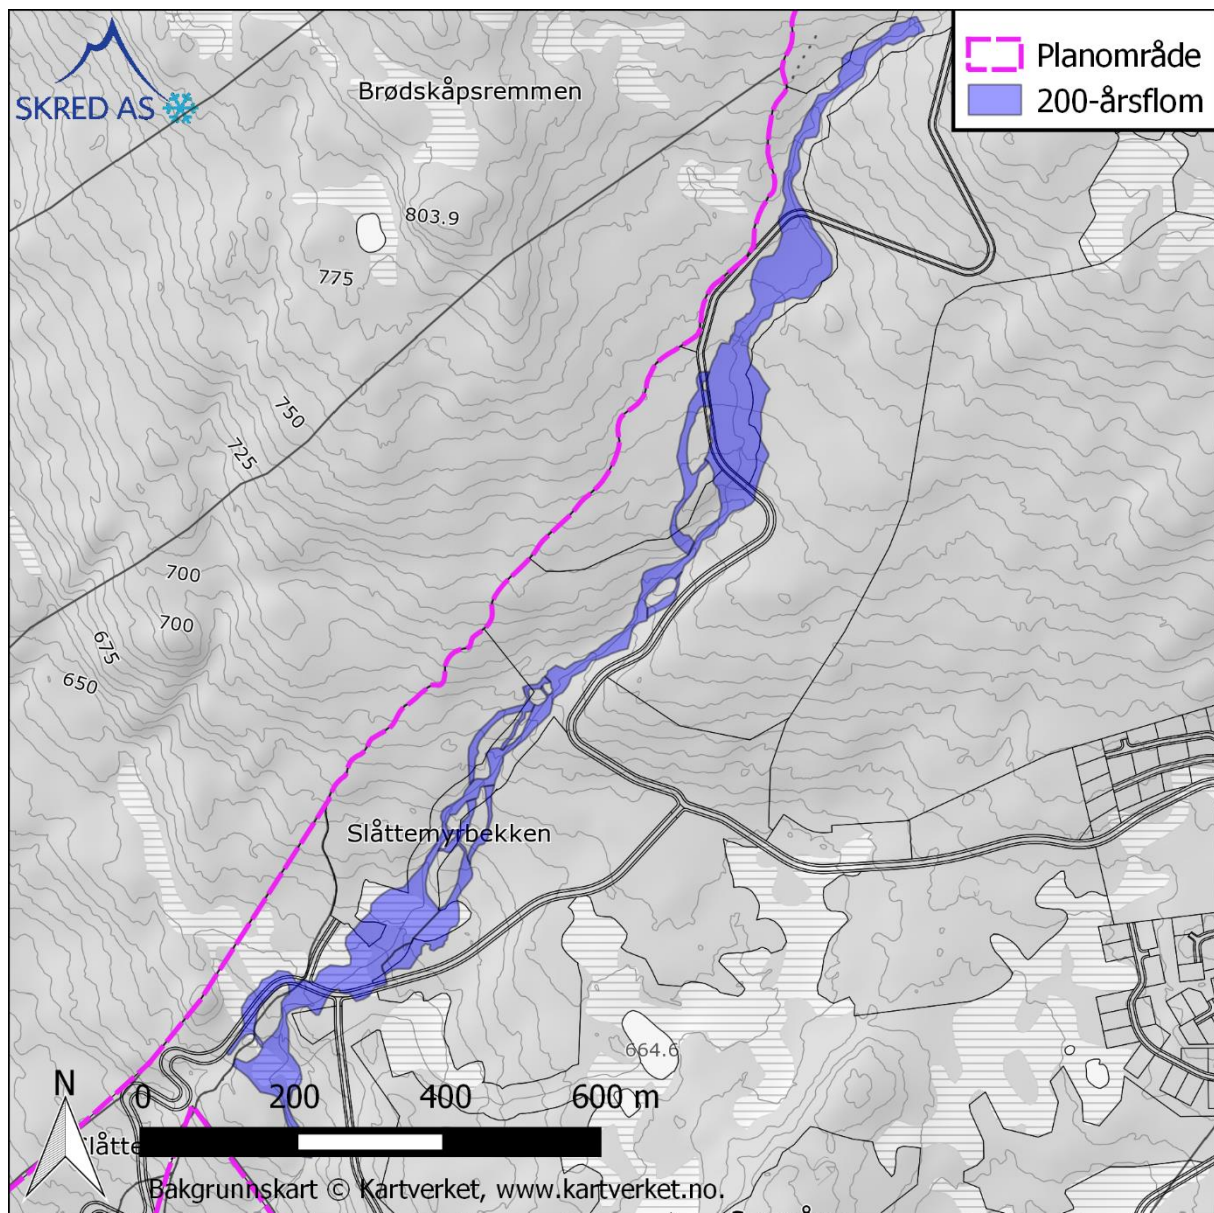 SKRED AS
Planområde
200-årsflom
Brødskåpsremmen
803.9
775
750
725
700
700
675
650
Slåttemyrbekken
664.6
N
0 200 400 600 m
Bakgrunnskart © Kartverket, www.kartverket.no.